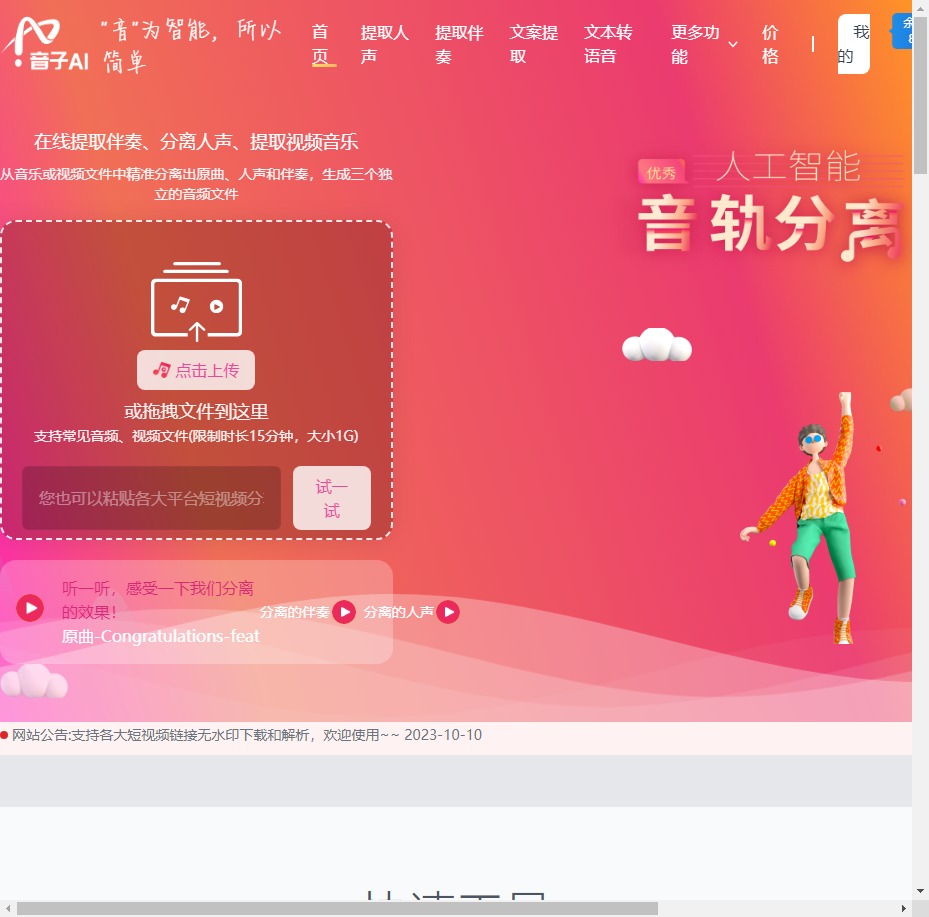 音子AI
"音"为智能，所以
简单
首
页
提取人
声
提取伴
奏
文案提
取
文本转
语音
更多功
能
价
格
我
的
在线提取伴奏、分离人声、提取视频音乐
从音乐或视频文件中精准分离出原曲、人声和伴奏，生成三个独
立的音频文件
优秀
人工智能
音轨分离
点击上传
或拖拽文件到这里
支持常见音频、视频文件(限制时长15分钟，大小1G)
您也可以粘贴各大平台短视频分
试一
试
听一听，感受一下我们分离
的效果!
原曲-Congratulations-feat
分离的伴奏
分离的人声
网站公告:支持各大短视频链接无水印下载和解析，欢迎使用~~ 2023-10-10